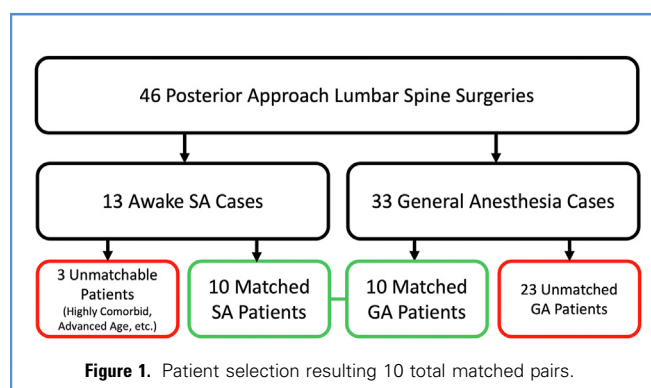 46 Posterior Approach Lumbar Spine Surgeries
13 Awake SA Cases
33 General Anesthesia Cases
3 Unmatchable
Patients
(Highly Comorbid,
Advanced Age, etc.)
10 Matched
SA Patients
10 Matched
GA Patients
23 Unmatched
GA Patients
Figure 1. Patient selection resulting 10 total matched pairs.